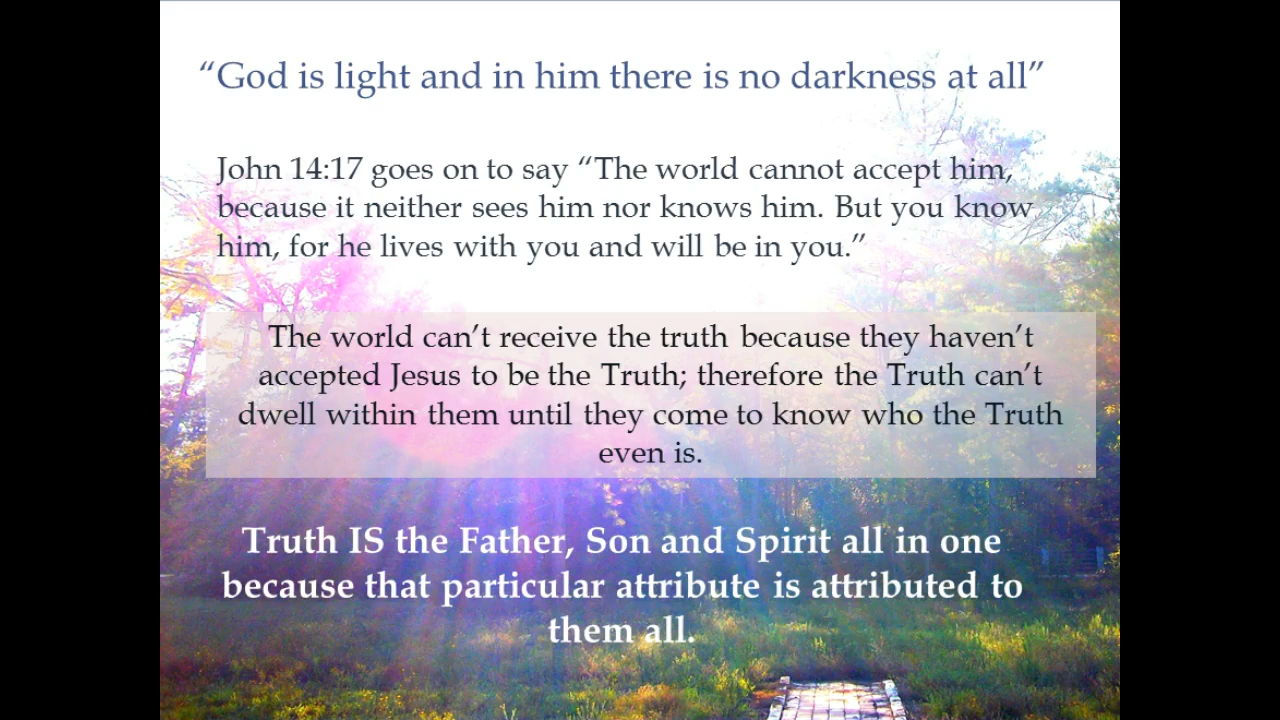 “God is light and in him there is no darkness at all”
John 14:17 goes on to say “The world cannot accept him,
because it neither sees him nor knows him. But you know
him, for he lives with you and will be in you.”
The world can’t receive the truth because they haven’t
accepted Jesus to be the Truth; therefore the Truth can’t
dwell within them until they come to know who the Truth
even is.
Truth IS the Father, Son and Spirit all in one
because that particular attribute is attributed to
them all.